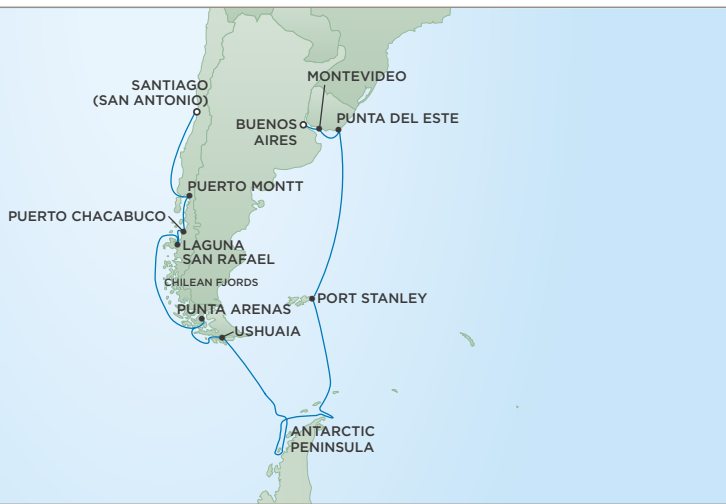 MONTEVIDEO
SANTIAGO
(SAN ANTONIO)
BUENOS
AIRES
PUNTA DEL ESTE
PUERTO MONTT
PUERTO CHACABUCO
LAGUNA
SAN RAFAEL
CHILEAN FJORDS
PORT STANLEY
PUNTA ARENAS
USHUAIA
ANTARCTIC
PENINSULA